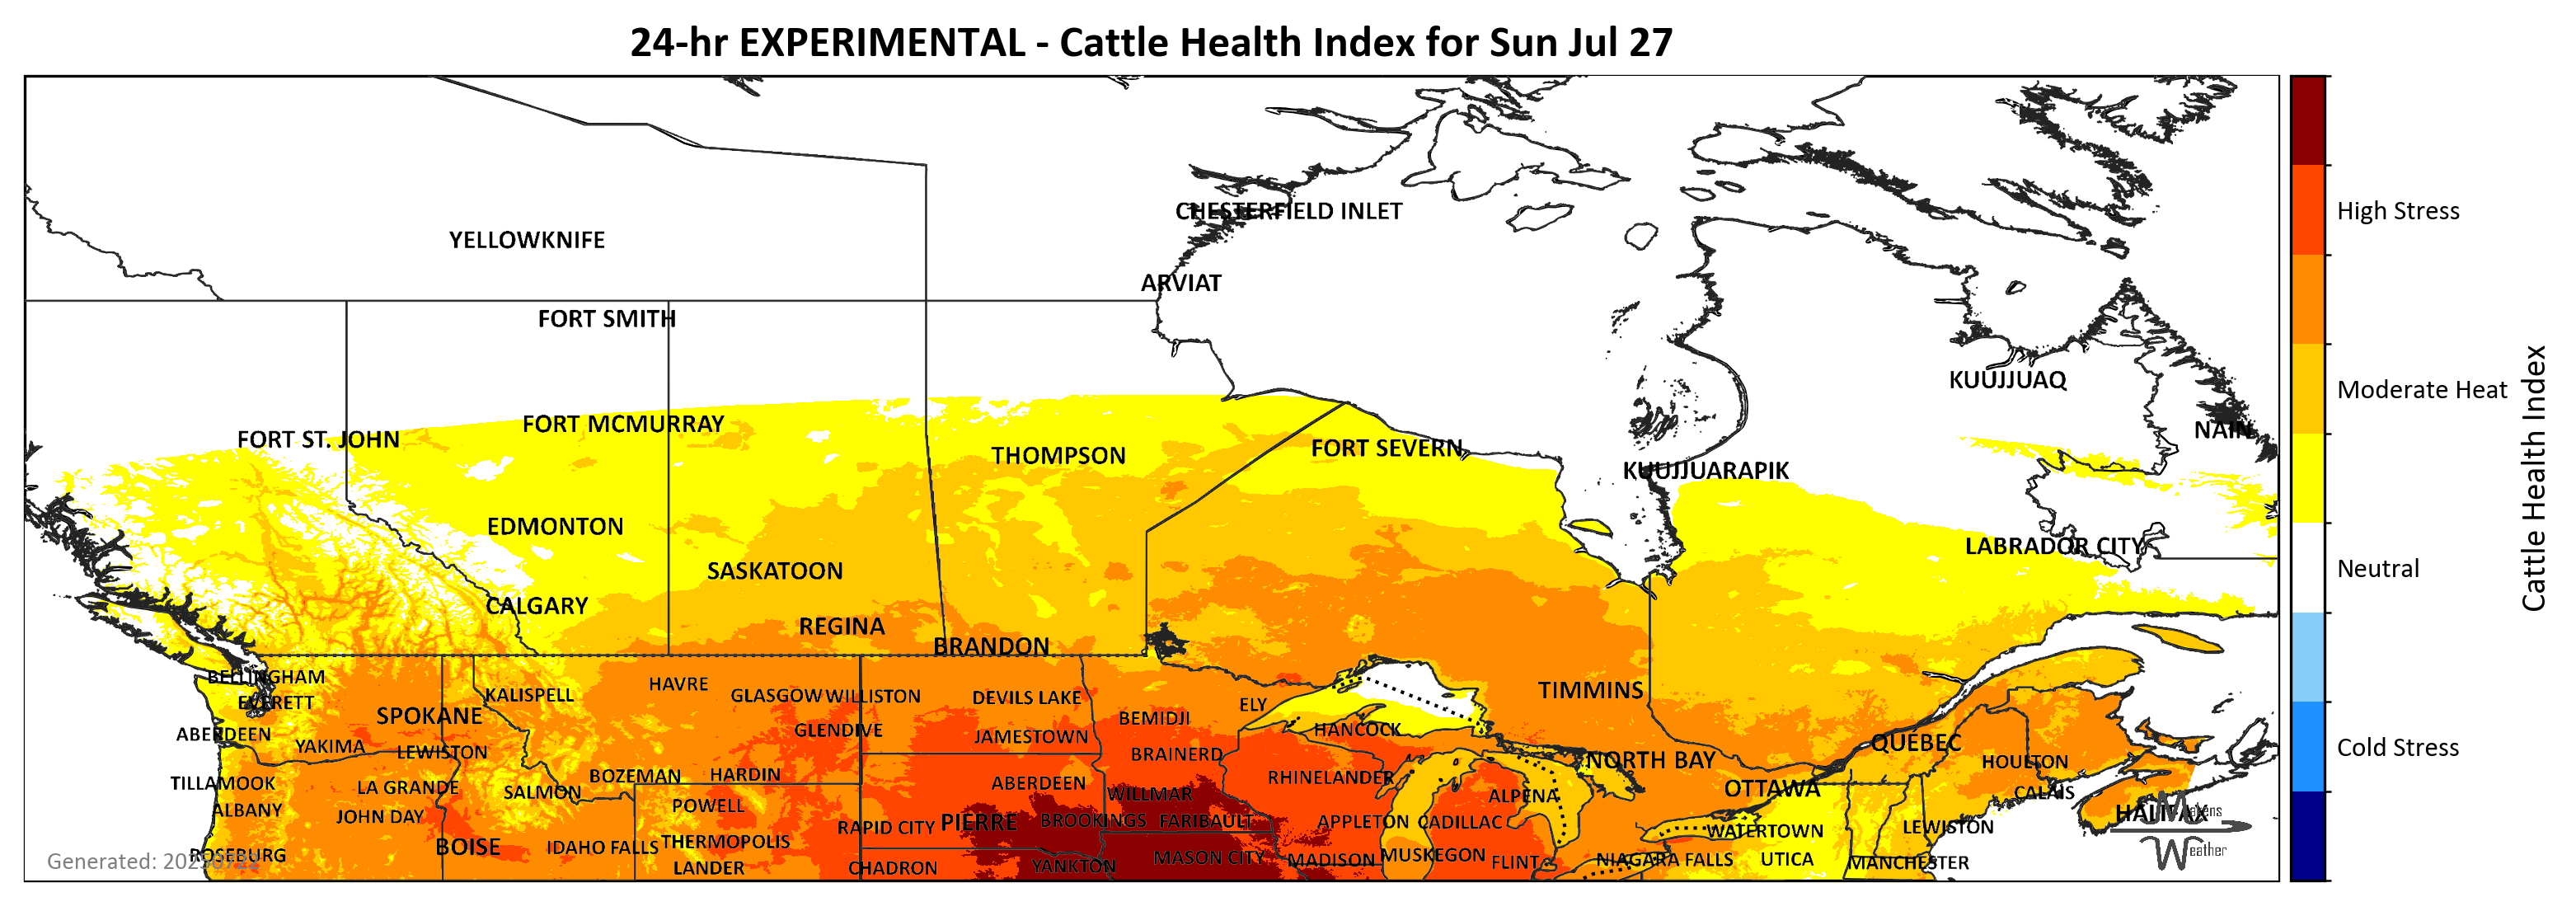 24-hr EXPERIMENTAL - Cattle Health Index for Sun Jul 27
CHESTERFIELD INLET
YELLOWKNIFE
ARVIAT
FORT SMITH
KUUJJUAQ
FORT MCMURRAY
NAIN
FORT ST. JOHN
FORT SEVERN
THOMPSON
KUUJJUARAPIK
EDMONTON
LABRADOR CITY
SASKATOON
CALGARY
REGINA
BRANDON
BELLINGHAM
HAVRE
KALISPELL
GLASGOW
WILLISTON
DEVILS LAKE
TIMMINS
EVERETT
ELY
SPOKANE
BEMIDJI
GLENDIVE
HANCOCK
ABERDEEN
JAMESTOWN
QUEBEC
YAKIMA
LEWISTON
BRAINERD
NORTH BAY
HOULTON
BOZEMAN
HARDIN
RHINELANDER
TILLAMOOK
LA GRANDE
ABERDEEN
OTTAWA
SALMON
WILLMAR
ALPENA
CALAIS
POWELL
ALBANY
JOHN DAY
HALIFAX
Makens
RAPID CITY
PIERRE
BROOKINGS
FARIBAULT
APPLETON
CADILLAC
WATERTOWN
LEWISTON
THERMOPOLIS
BOISE
IDAHO FALLS
Weather
ROSEBURG
MASON CITY
MADISON
MUSKEGON
FLINT
NIAGARA FALLS
UTICA
MANCHESTER
LANDER
CHADRON
YANKTON
Generated:
High Stress
Moderate Heat
Neutral
Cold Stress
Cattle Health Index